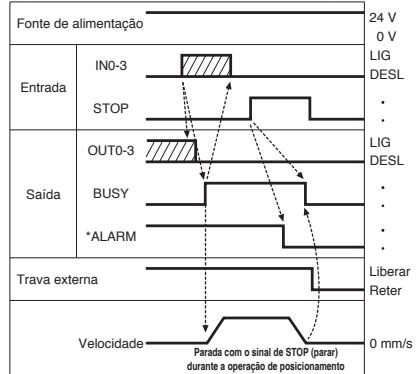 Fonte de alimentação
24 V
0 V
Entrada
IN0-3
LIG
DESL
STOP
Saída
OUT0-3
LIG
DESL
BUSY
*ALARM
Trava externa
Liberar
Reter
Velocidade
0 mm/s
Parada com o sinal de STOP (parar)
durante a operação de posicionamento